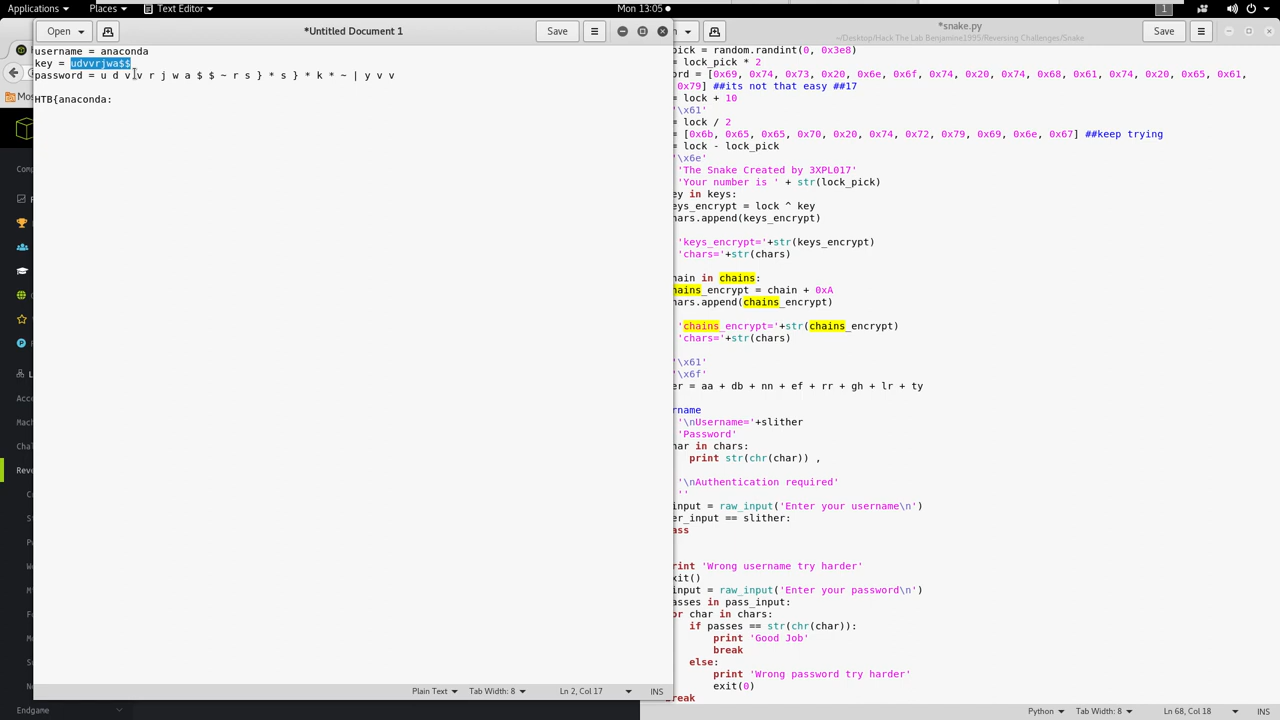 Applications
Places
Text Editor
Mon 13:05
1
Open
*Untitled Document 1
Save
username = anaconda
key = udvvrjwa$$
password = u d v v r j w a $ $ ~ r s } * s } * k * ~ | y v v
HTB{anaconda:
Plain Text
Tab Width: 8
Ln 2, Col 17
INS
*snake.py
~/Desktop/Hack The Lab Benjamine1995/Reversing Challenges/Snake
Save
pick = random.randint(0, 0x3e8)
= lock_pick * 2
ord = [0x69, 0x74, 0x73, 0x20, 0x6e, 0x6f, 0x74, 0x20, 0x74, 0x68, 0x61, 0x74, 0x20, 0x65, 0x61,
0x79] ##its not that easy ##17
= lock + 10
'\x61'
= lock / 2
= [0x6b, 0x65, 0x65, 0x70, 0x20, 0x74, 0x72, 0x79, 0x69, 0x6e, 0x67] ##keep trying
= lock - lock_pick
'\x6e'
'The Snake Created by 3XPL017'
'Your number is ' + str(lock_pick)
ey in keys:
eys_encrypt = lock ^ key
hars.append(keys_encrypt)
'keys_encrypt='+str(keys_encrypt)
'chars='+str(chars)
hain in chains:
hains_encrypt = chain + 0xA
hars.append(chains_encrypt)
'chains_encrypt='+str(chains_encrypt)
'chars='+str(chars)
'\x61'
'\x6f'
er = aa + db + nn + ef + rr + gh + lr + ty
rname
'\nUsername='+slither
'Password'
har in chars:
print str(chr(char)) ,
'\nAuthentication required'
''
input = raw_input('Enter your username\n')
er_input == slither:
ass
rint 'Wrong username try harder'
xit()
input = raw_input('Enter your password\n')
asses in pass_input:
or char in chars:
if passes == str(chr(char)):
print 'Good Job'
break
else:
print 'Wrong password try harder'
exit(0)
break
Python
Tab Width: 8
Ln 68, Col 18
INS
Endgame